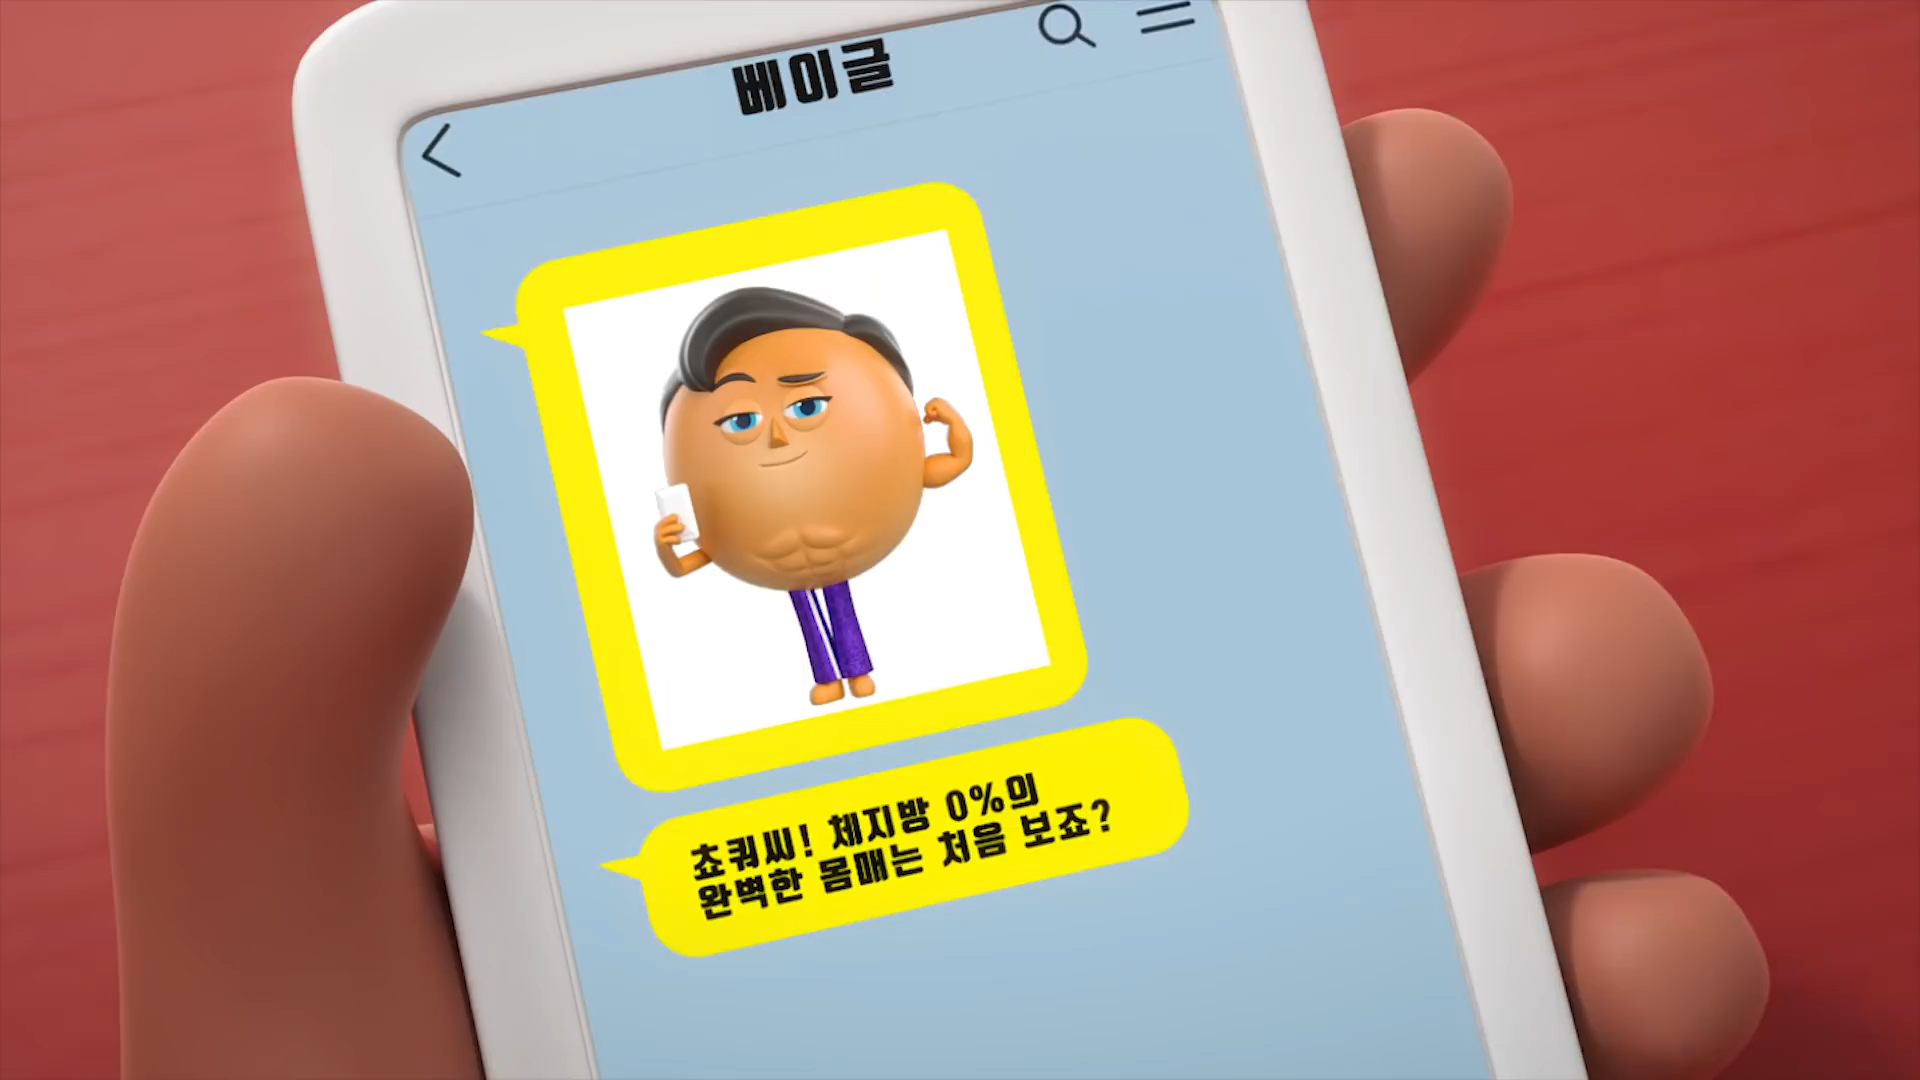 베이글
쵸쿼씨! 체지방 0%의
완벽한 몸매는 처음 보죠?